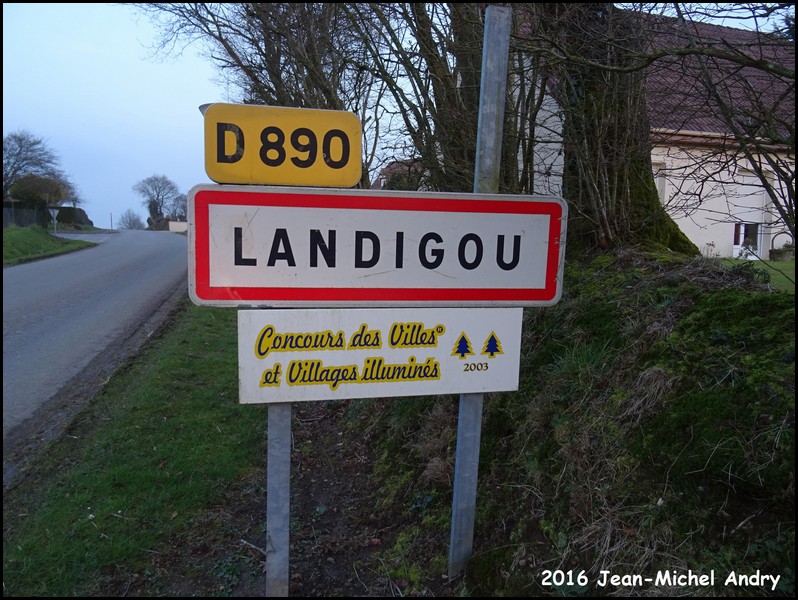 D 890
LANDIGOU
Concours des Villes®
et Villages illuminés
2003
2016 Jean-Michel Andry